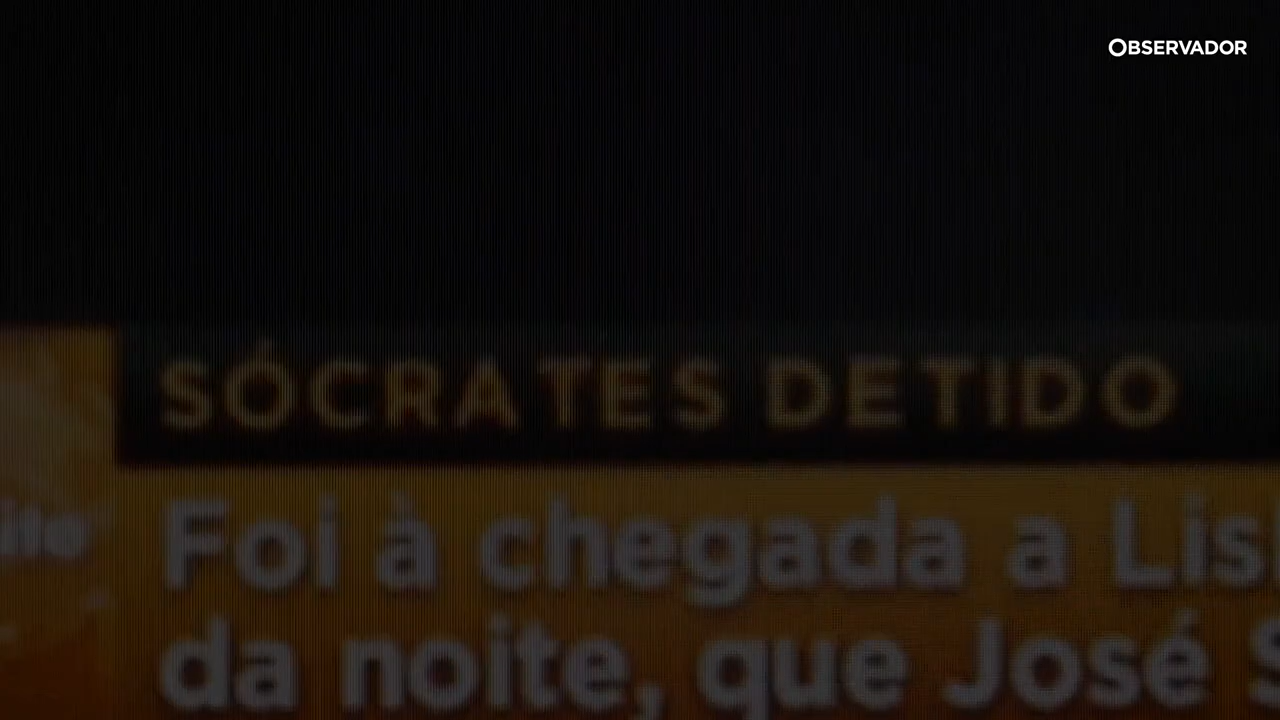 OBSERVADOR
SÓCRATES DETIDO
Foi à chegada a
da noite, que José